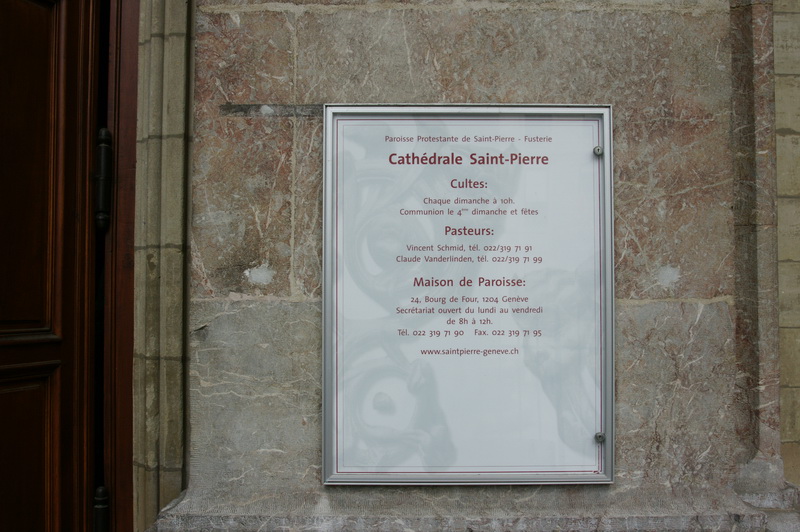 Paroisse Protestante de Saint-Pierre - Fusterie
Cathédrale Saint-Pierre
Cultes:
Chaque dimanche à 10h.
Communion le 4ème dimanche et fêtes
Pasteurs:
Vincent Schmid, tél. 022/319 71 91
Claude Vanderlinden, tél. 022/319 71 99
Maison de Paroisse:
24, Bourg de Four, 1204 Genève
Secrétariat ouvert du lundi au vendredi
de 8h à 12h.
Tél. 022 319 71 90 Fax. 022 319 71 95
www.saintpierre-geneve.ch